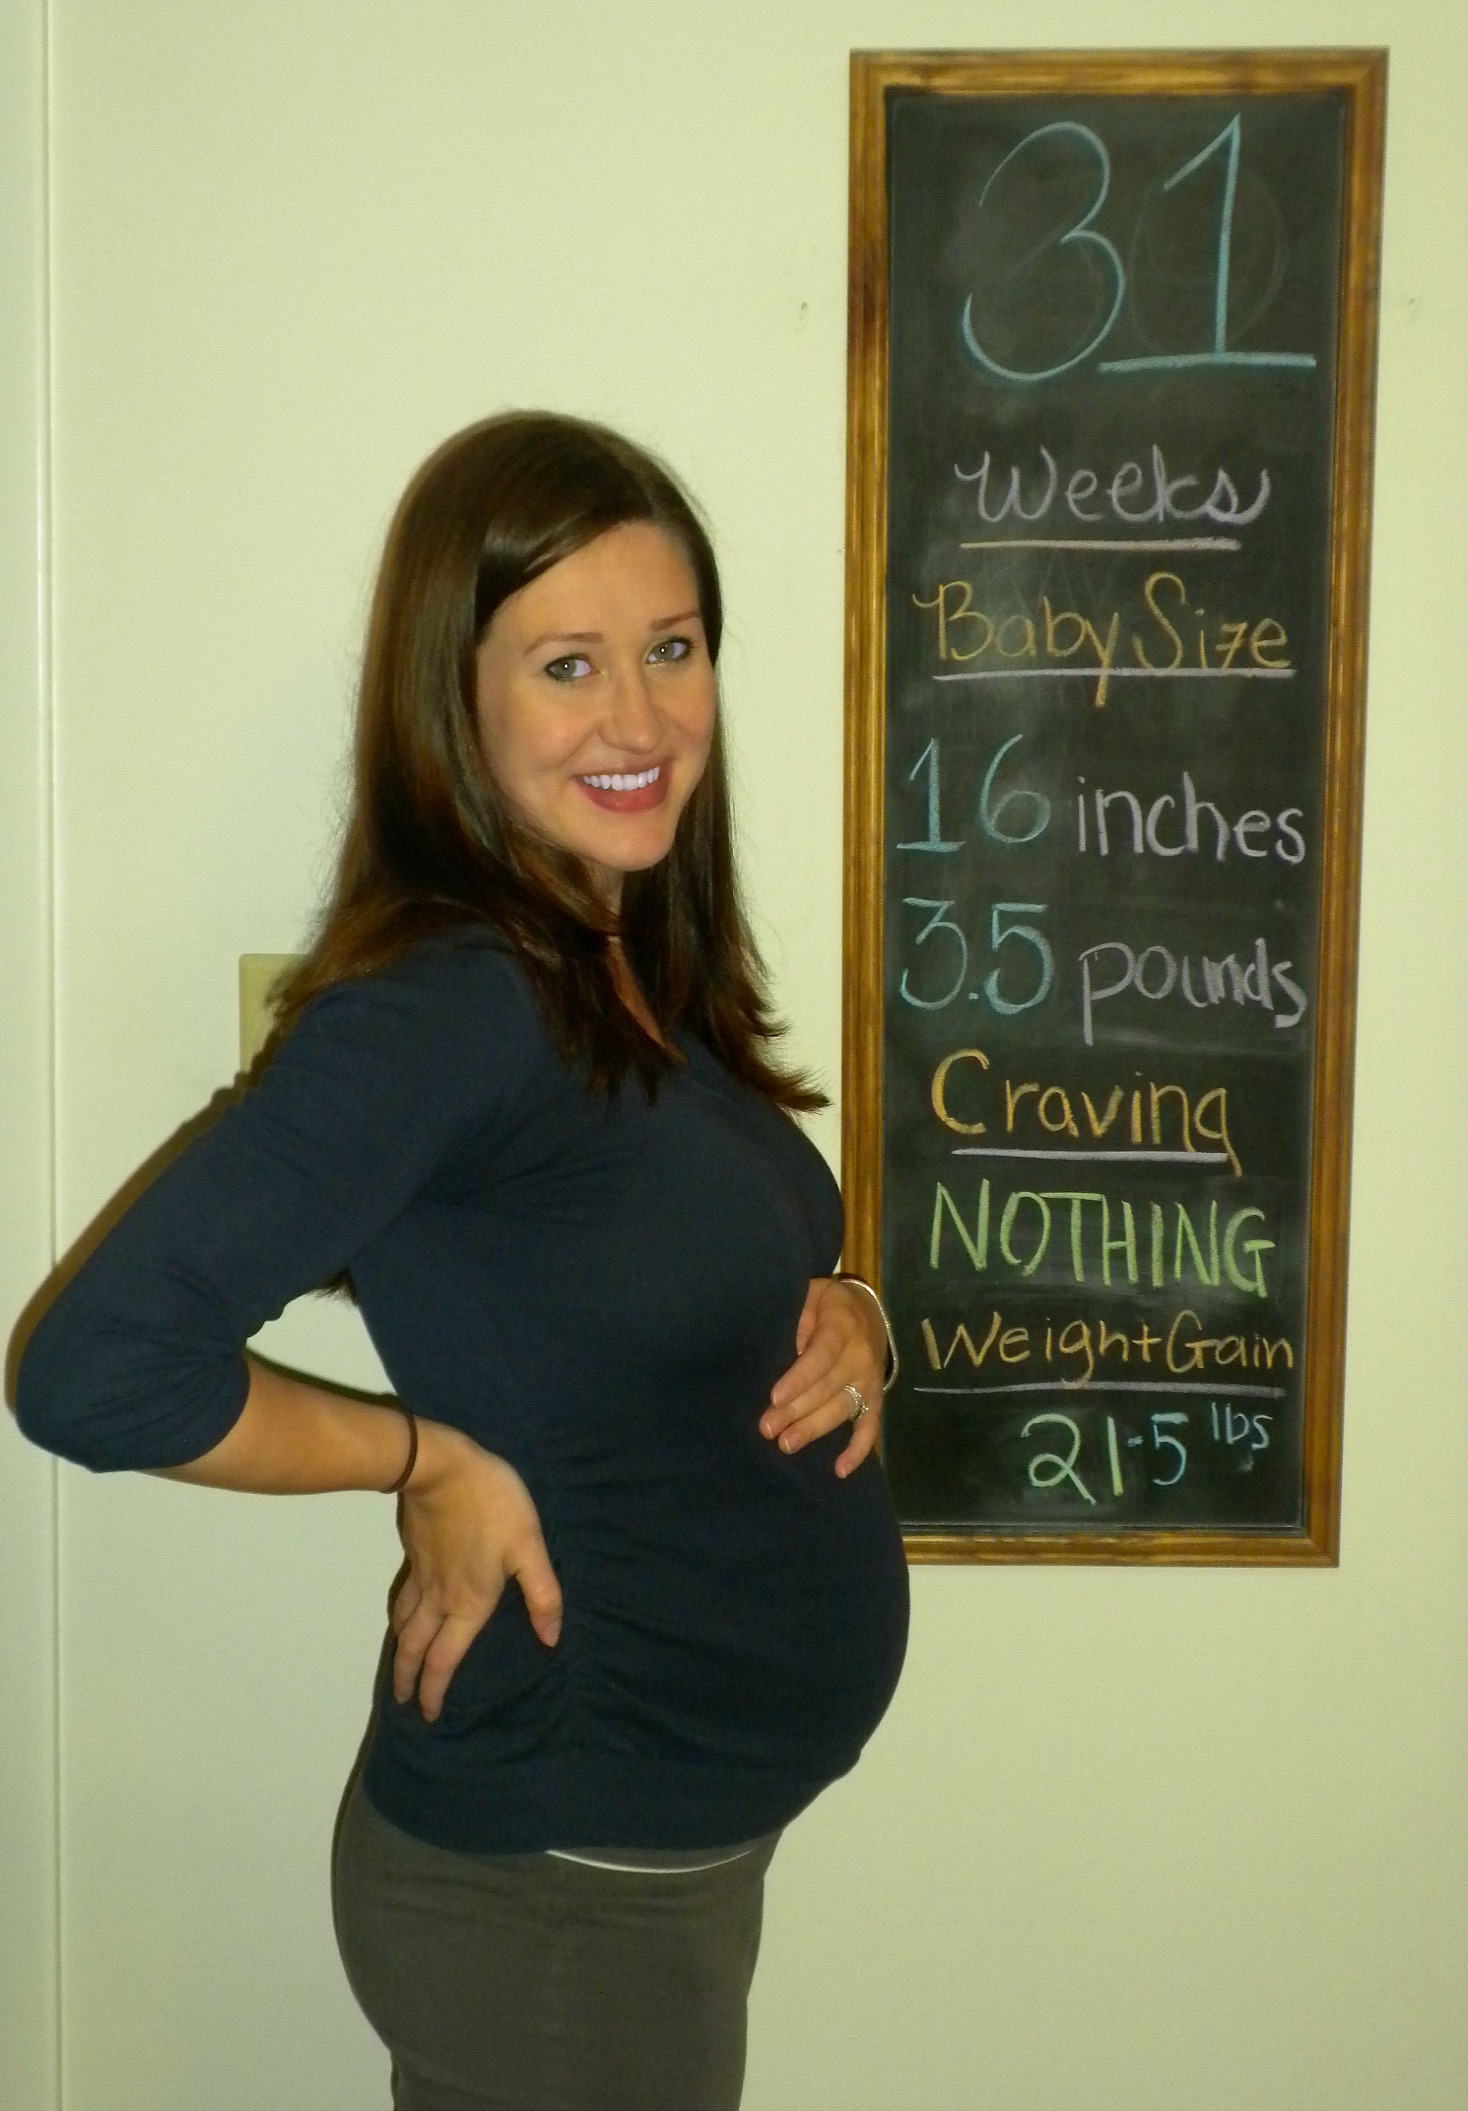 31
Weeks
Baby Size
16 inches
3.5 pounds
Craving
NOTHING
Weight Gain
21.5 lbs